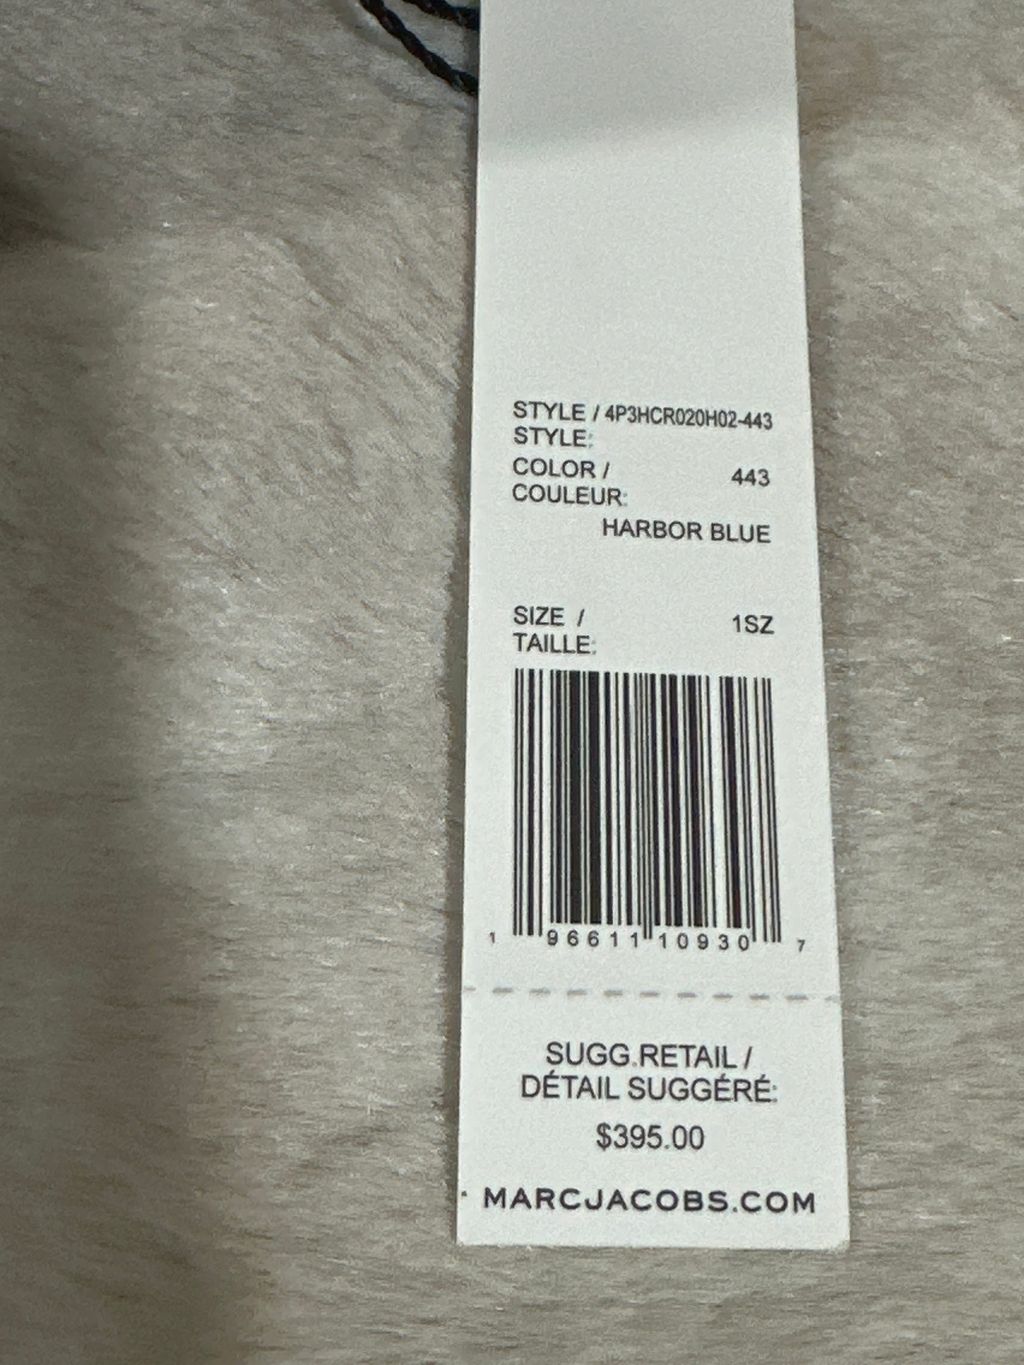 STYLE / 4P3HCR020H02-443
STYLE:
COLOR / 443
COULEUR:
HARBOR BLUE
SIZE / 1SZ
TAILLE:
1 96611 10930 7
SUGG.RETAIL /
DÉTAIL SUGGÉRÉ:
$395.00
MARCJACOBS.COM